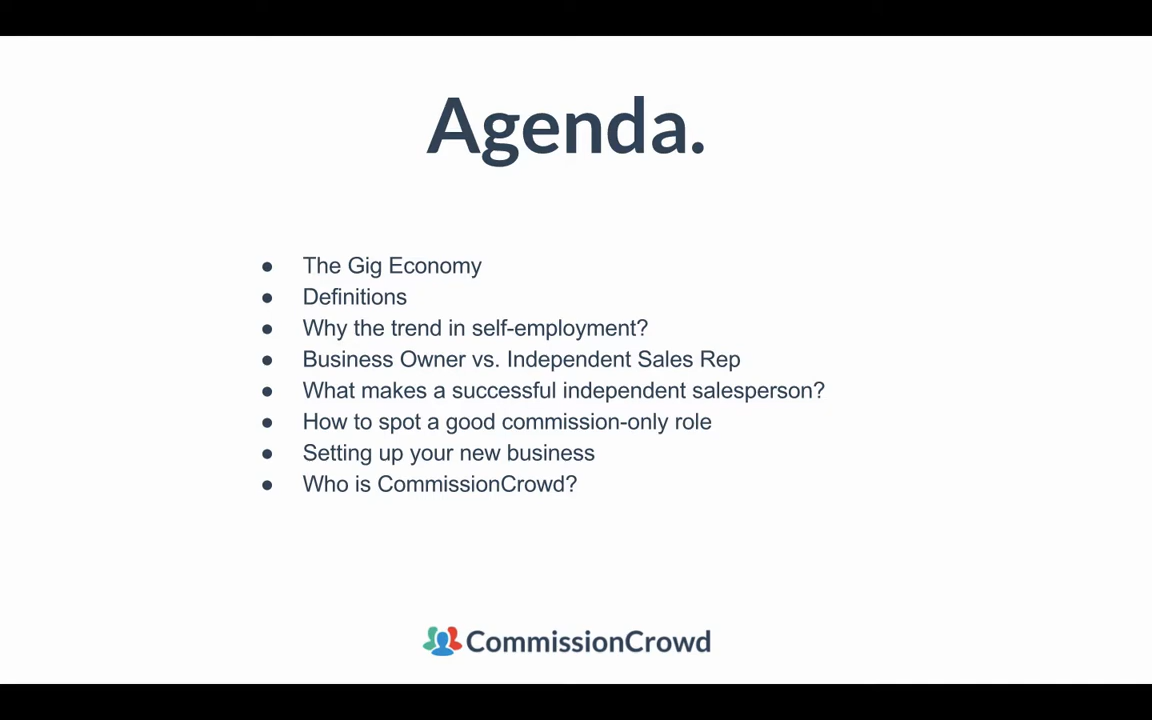 Agenda.
● The Gig Economy
● Definitions
● Why the trend in self-employment?
● Business Owner vs. Independent Sales Rep
● What makes a successful independent salesperson?
● How to spot a good commission-only role
● Setting up your new business
● Who is CommissionCrowd?
CommissionCrowd